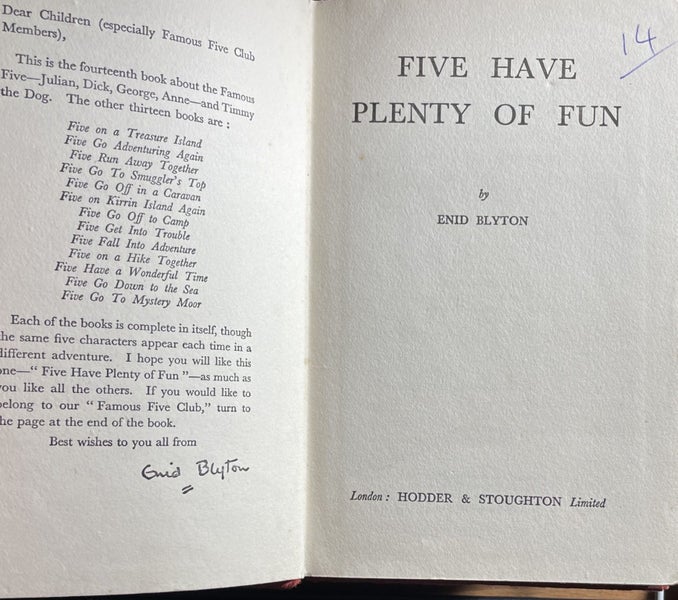 Dear Children (especially Famous Five Club
Members),
This is the fourteenth book about the Famous
Five—Julian, Dick, George, Anne—and Timmy
the Dog. The other thirteen books are :
Five on a Treasure Island
Five Go Adventuring Again
Five Run Away Together
Five Go To Smuggler's Top
Five Go Off in a Caravan
Five on Kirrin Island Again
Five Go Off to Camp
Five Get Into Trouble
Five Fall Into Adventure
Five on a Hike Together
Five Have a Wonderful Time
Five Go Down to the Sea
Five Go To Mystery Moor
Each of the books is complete in itself, though
the same five characters appear each time in a
different adventure. I hope you will like this
one—“ Five Have Plenty of Fun ”—as much as
you like all the others. If you would like to
belong to our “ Famous Five Club,” turn to
the page at the end of the book.
Best wishes to you all from
Enid Blyton
14
FIVE HAVE
PLENTY OF FUN
by
ENID BLYTON
London : HODDER & STOUGHTON Limited